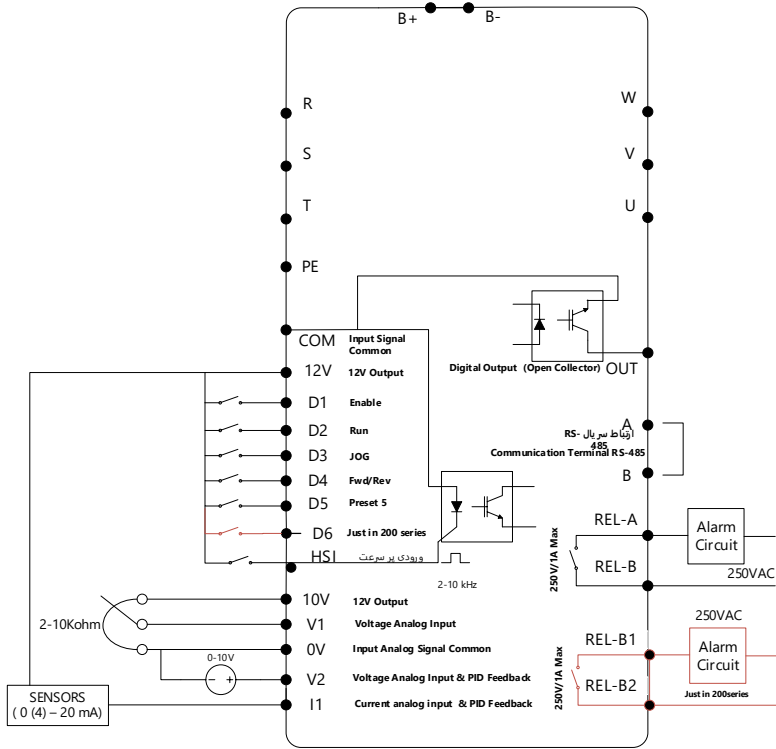 B+
B-
R
W
S
V
T
U
PE
COM
Input Signal
Common
12V
12V Output
Digital Output (Open Collector)
OUT
D1
Enable
D2
Run
D3
JOG
D4
Fwd/Rev
D5
Preset 5
D6
Just in 200 series
HSI
ورودی پر سرعت
2-10 kHz
A
ارتباط سریال RS-
485
Communication Terminal RS-485
B
REL-A
REL-B
250V/1A Max
Alarm
Circuit
250VAC
10V
12V Output
2-10Kohm
V1
Voltage Analog Input
0V
Input Analog Signal Common
0-10V
- +
V2
Voltage Analog Input & PID Feedback
I1
Current analog input & PID Feedback
SENSORS
( 0 (4) – 20 mA)
250VAC
REL-B1
REL-B2
250V/1A Max
Alarm
Circuit
Just in 200series